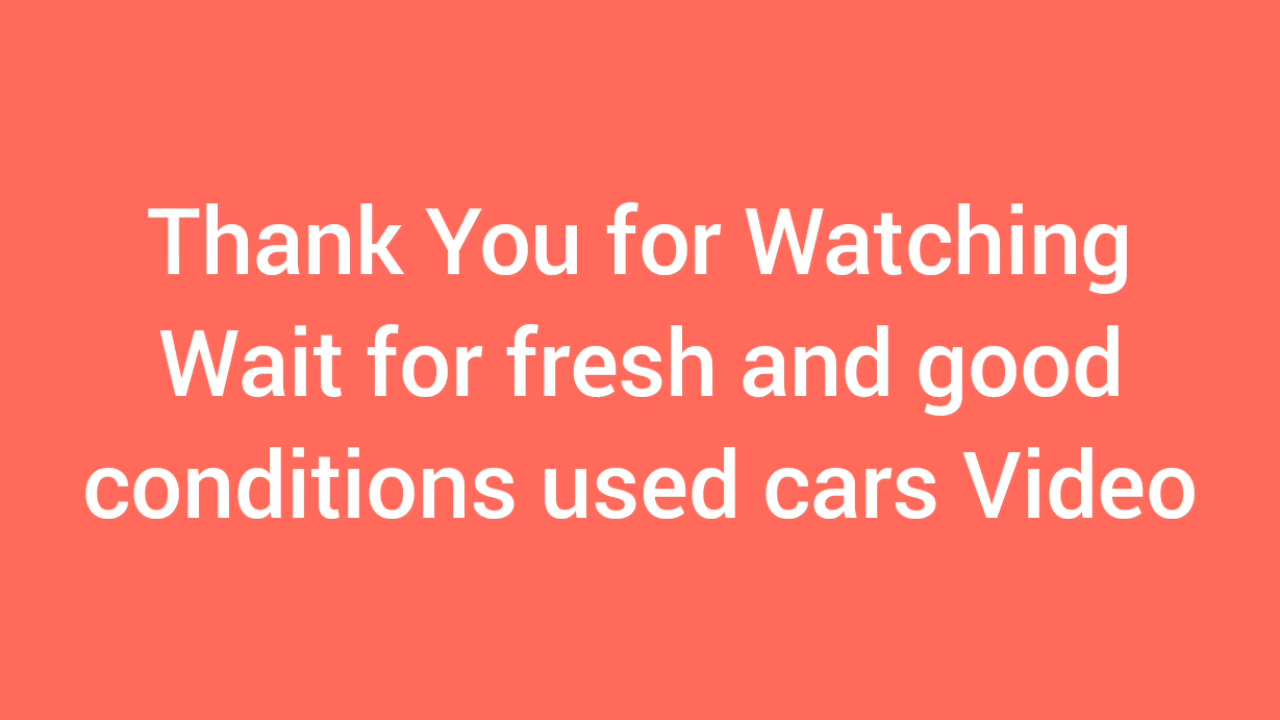 Thank You for Watching
Wait for fresh and good
conditions used cars Video